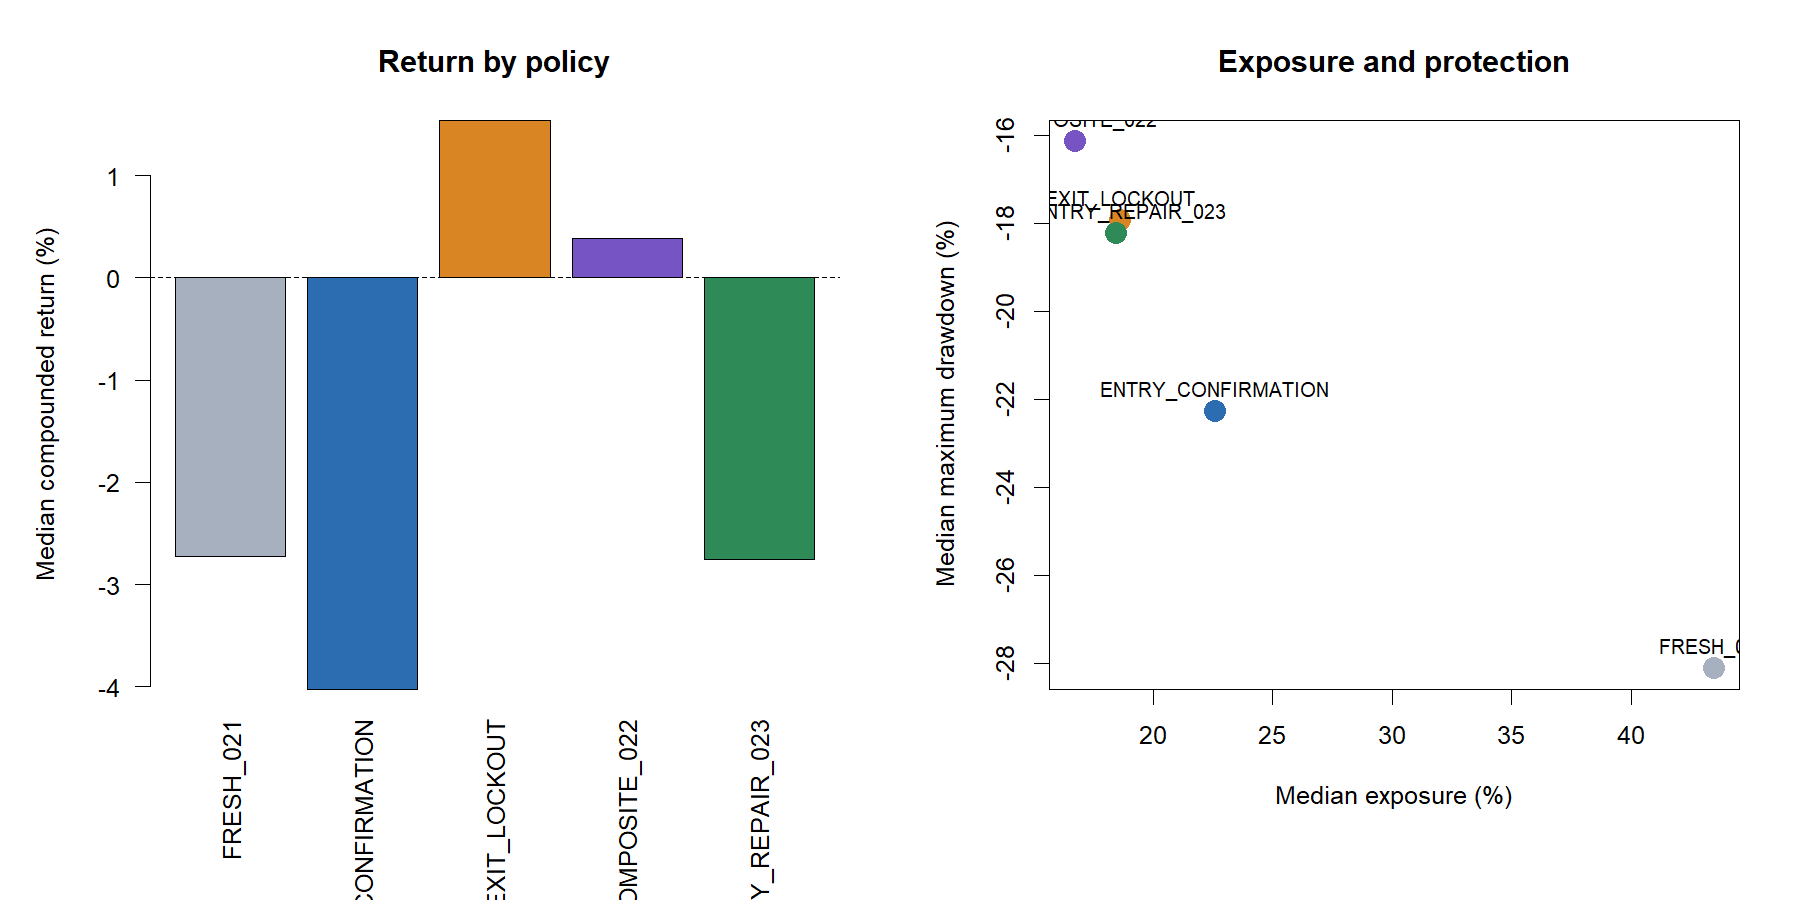 Return by policy
Median compounded return (%)
1
0
-1
-2
-3
-4
FRESH_021
CONFIRMATION
EXIT_LOCKOUT
OMPOSITE_022
Y_REPAIR_023
Exposure and protection
Median maximum drawdown (%)
-16
-18
-20
-22
-24
-26
-28
OSITE_022
EXIT_LOCKOUT
NTRY_REPAIR_023
ENTRY_CONFIRMATION
FRESH_0
20
25
30
35
40
Median exposure (%)